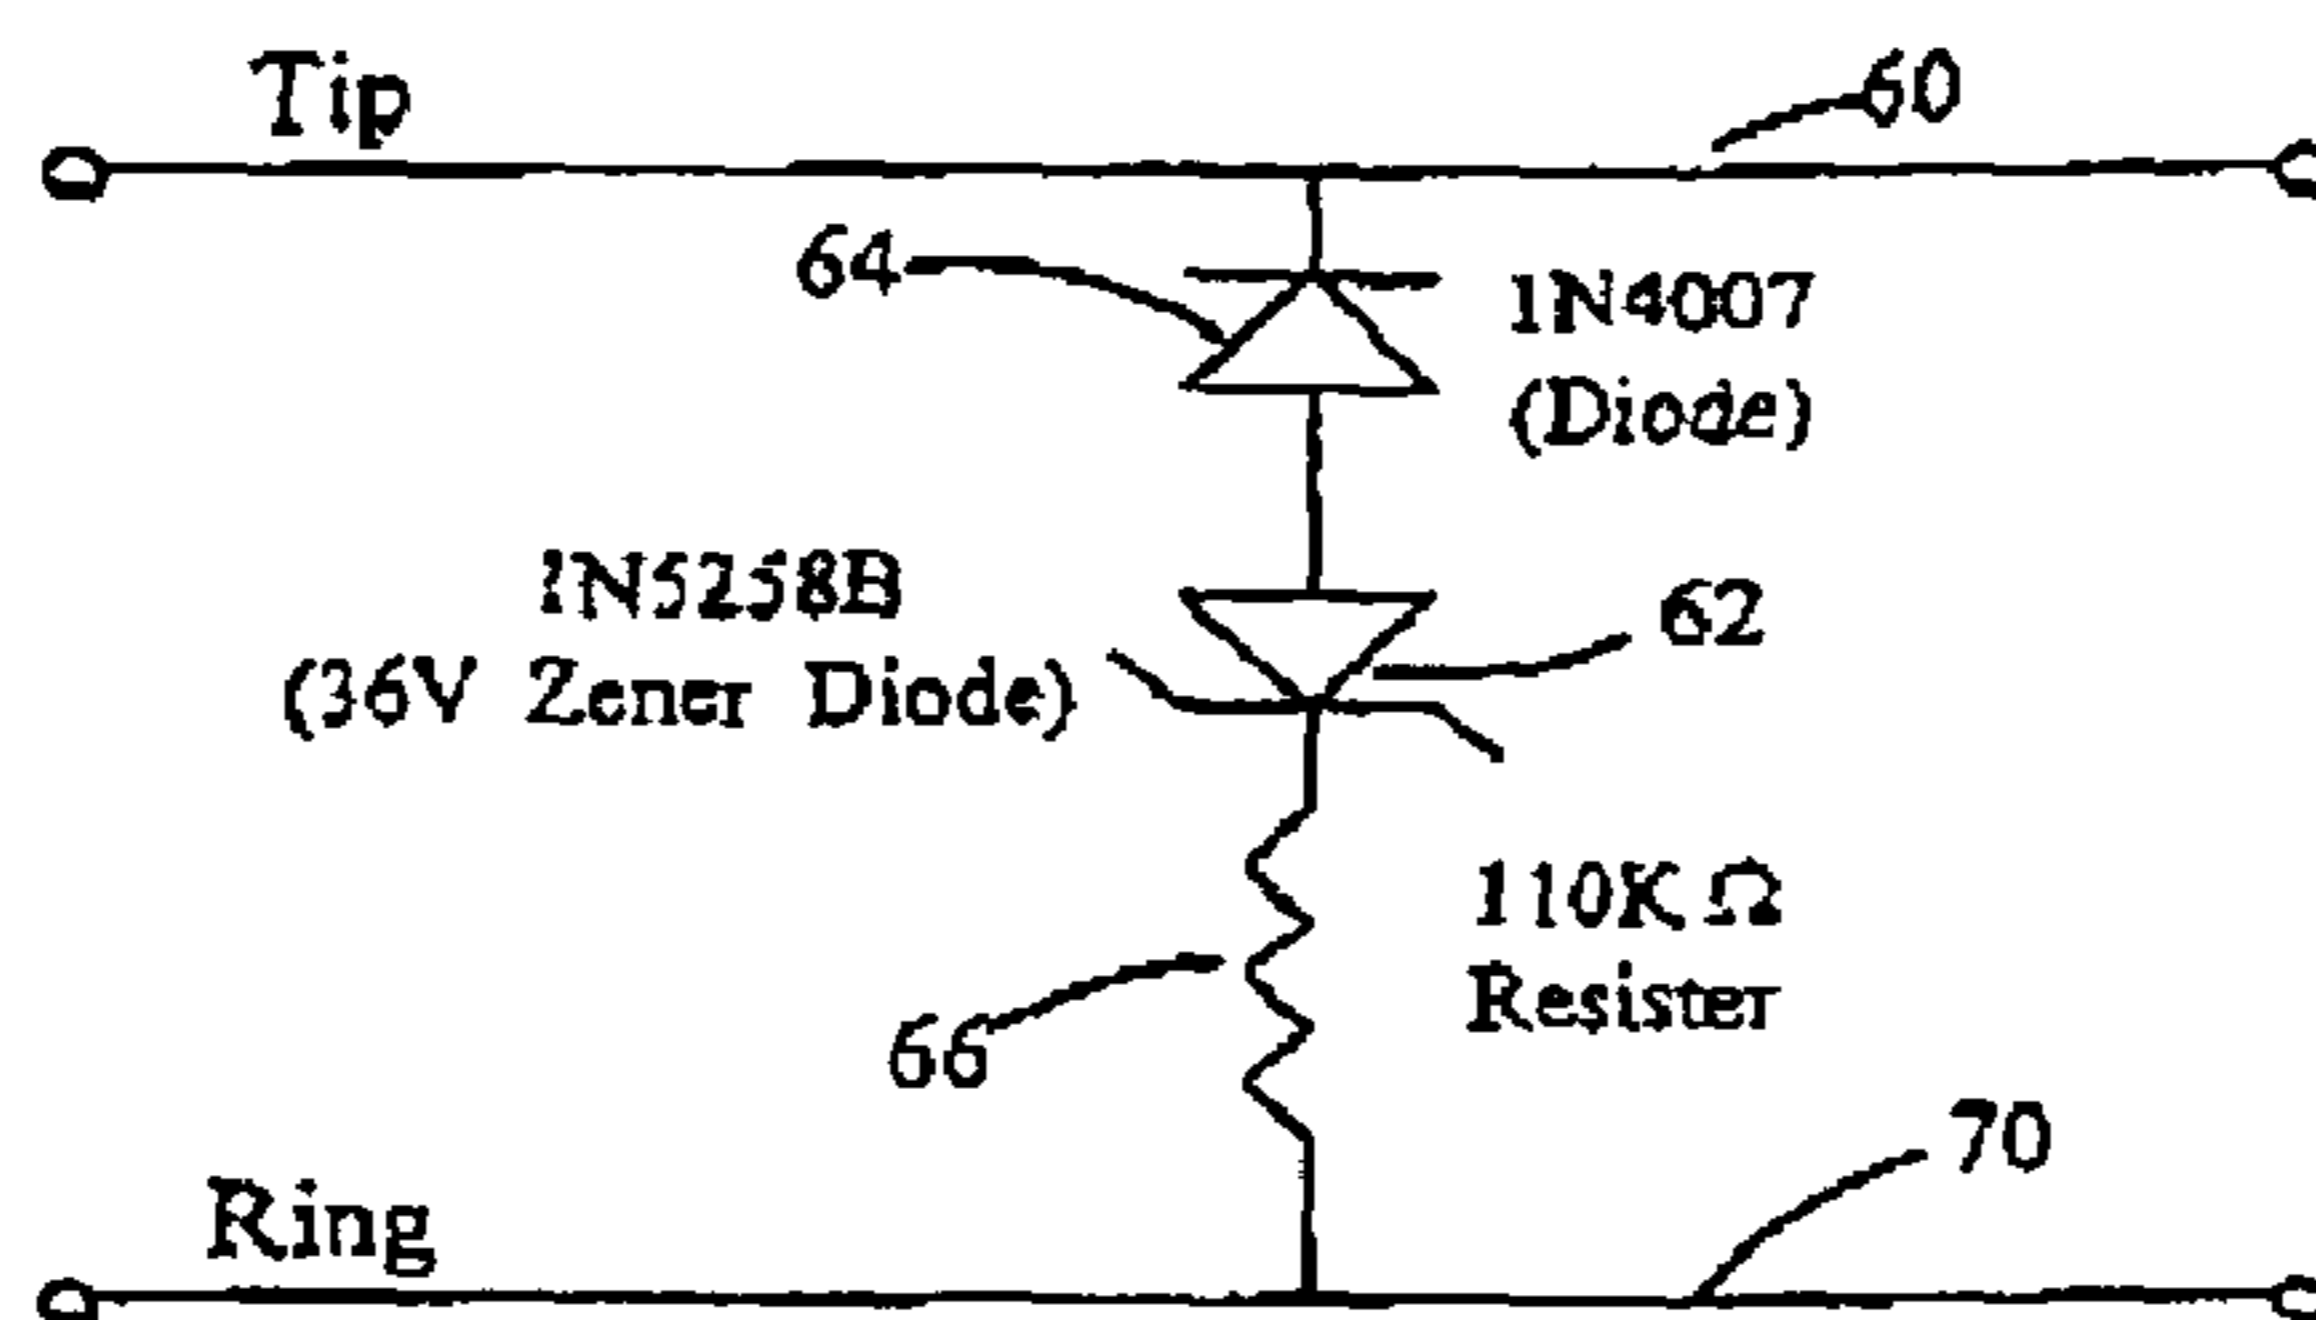 Tip
60
64
1N4007
(Diode)
1N5258B
(36V Zener Diode)
62
110K Ω
Resister
66
70
Ring